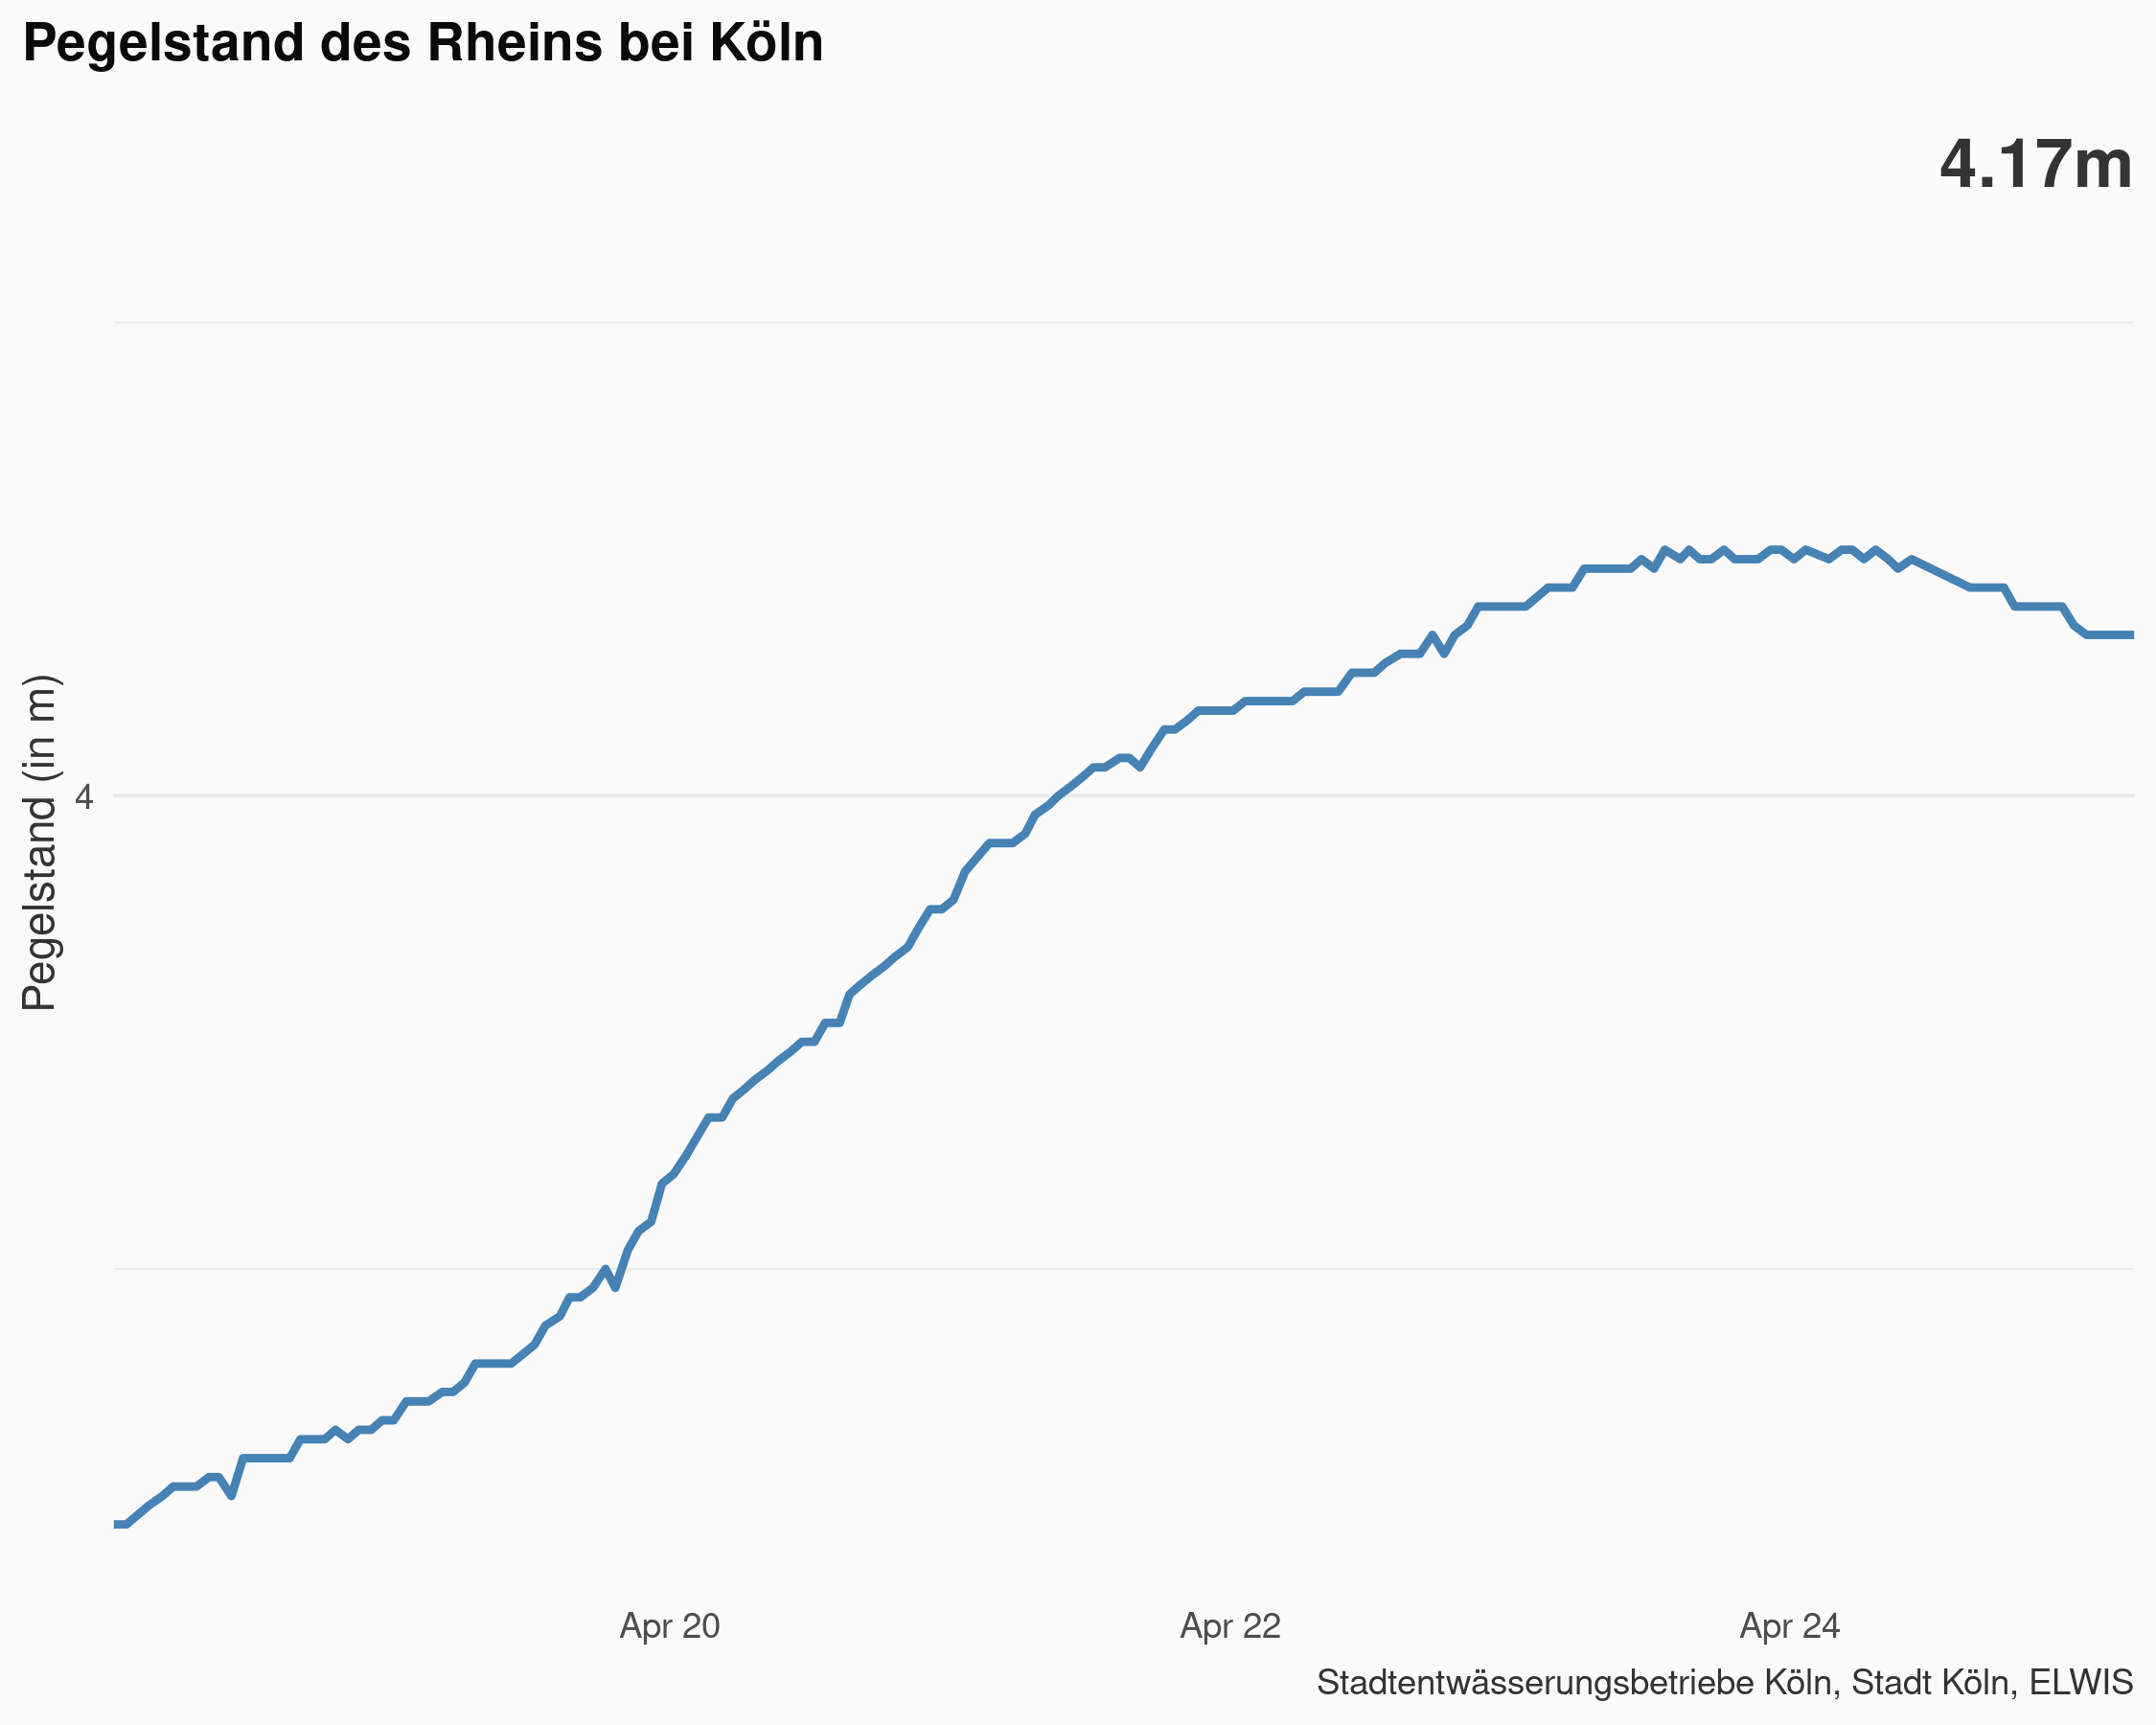 Pegelstand des Rheins bei Köln
4.17m
Pegelstand (in m)
4
Apr 20
Apr 22
Apr 24
Stadtentwässerungsbetriebe Köln, Stadt Köln, ELWIS